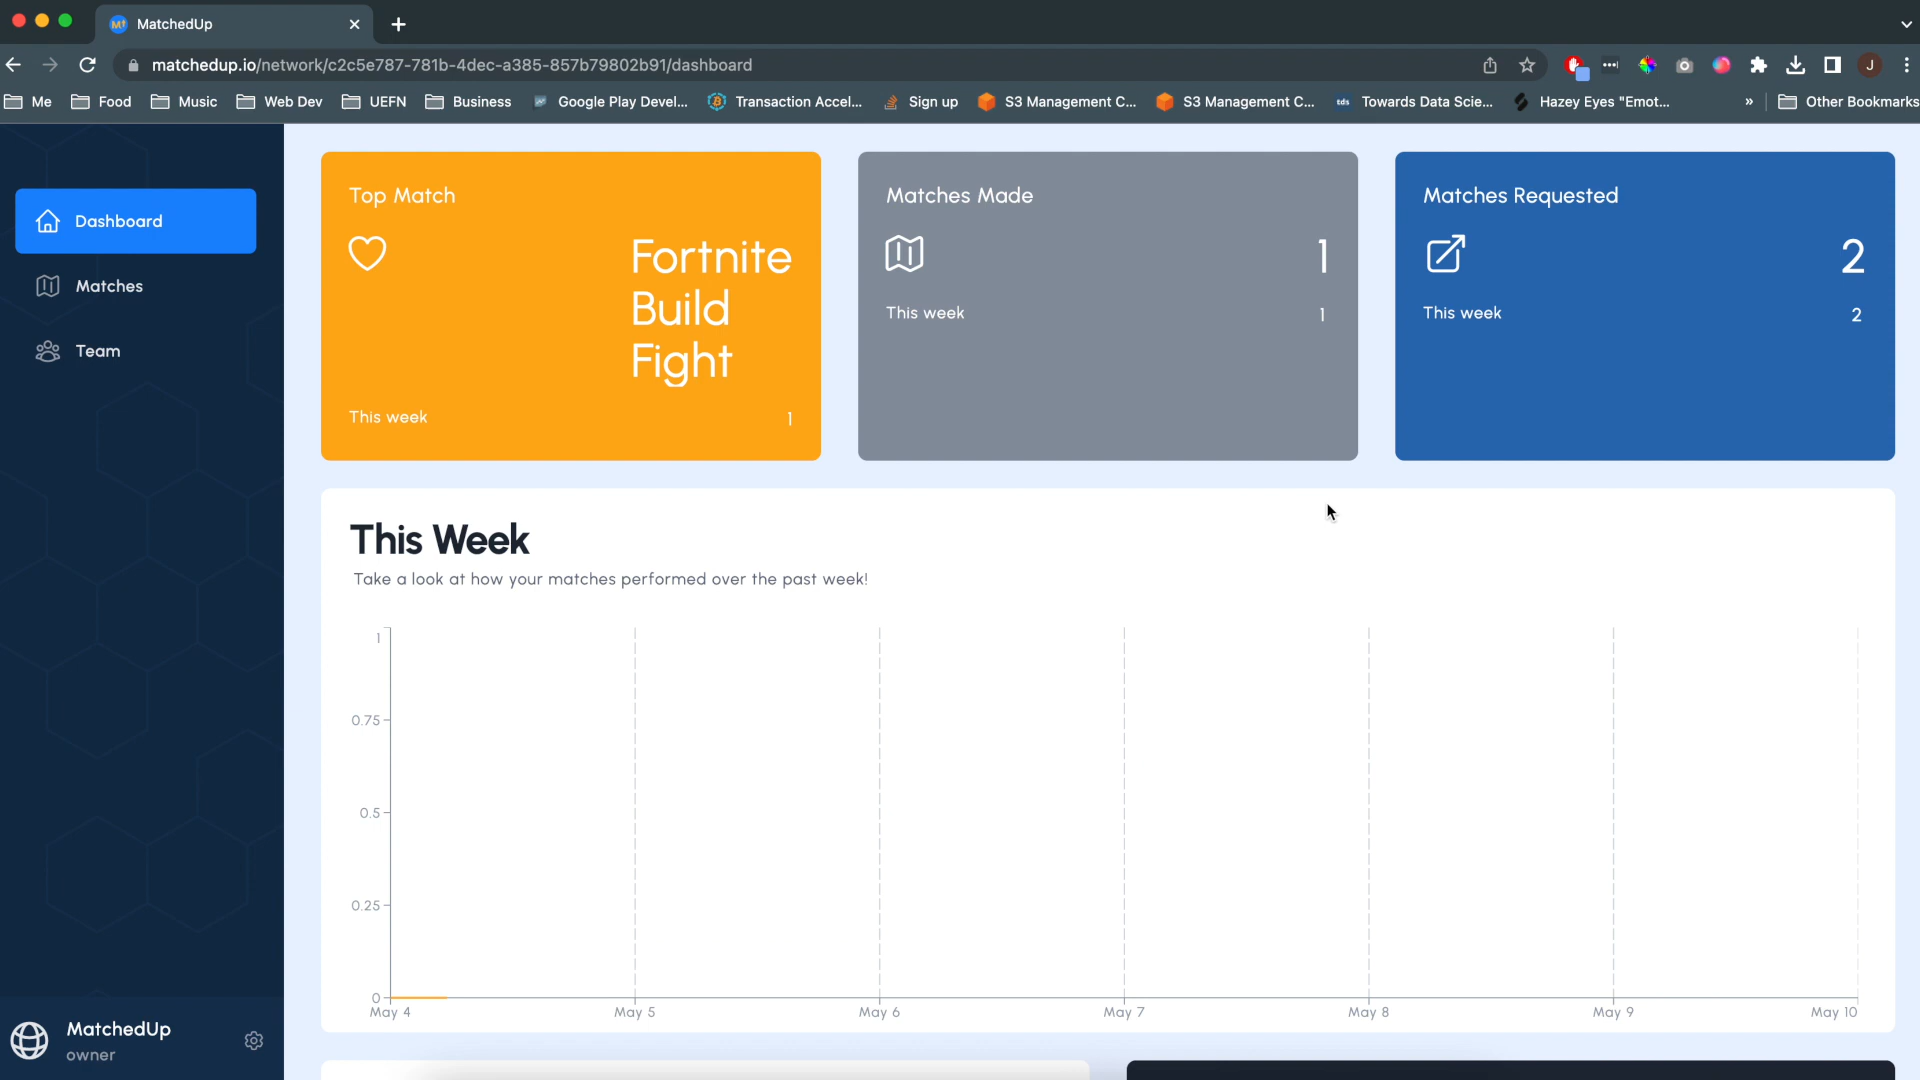 MatchedUp
matchedup.io/network/c2c5e787-781b-4dec-a385-857b79802b91/dashboard
J
Me
Food
Music
Web Dev
UEFN
Business
Google Play Devel...
Transaction Accel...
Sign up
S3 Management C...
S3 Management C...
tds
Towards Data Scie...
Hazey Eyes "Emot...
»
Other Bookmarks
Dashboard
Matches
Team
MatchedUp
owner
Top Match
Fortnite
Build
Fight
This week 1
Matches Made
1
This week 1
Matches Requested
2
This week 2
This Week
Take a look at how your matches performed over the past week!
1
0.75
0.5
0.25
0
May 4 May 5 May 6 May 7 May 8 May 9 May 10